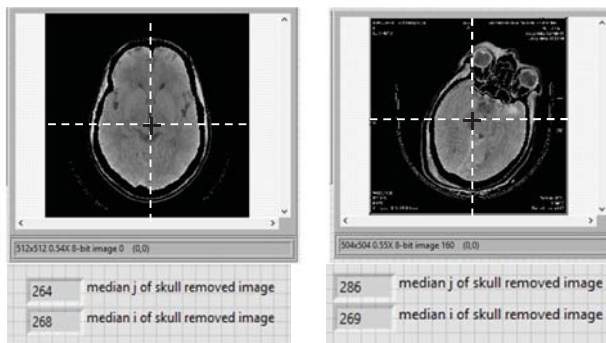 512x512 0.54X 8-bit image 0 (0,0)
264 median j of skull removed image
268 median i of skull removed image
504x504 0.55X 8-bit image 160 (0,0)
286 median j of skull removed image
269 median i of skull removed image